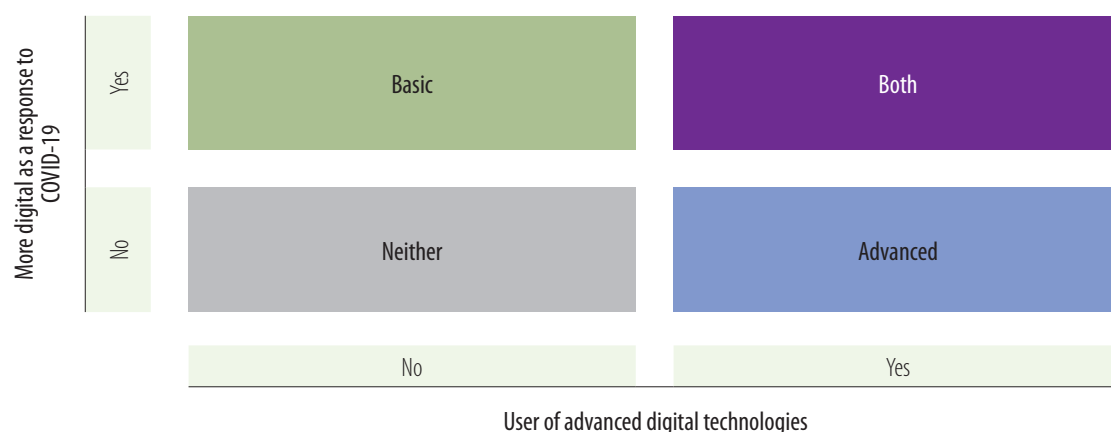 More digital as a response to
COVID-19
Yes
Basic
Both
No
Neither
Advanced
No
Yes
User of advanced digital technologies